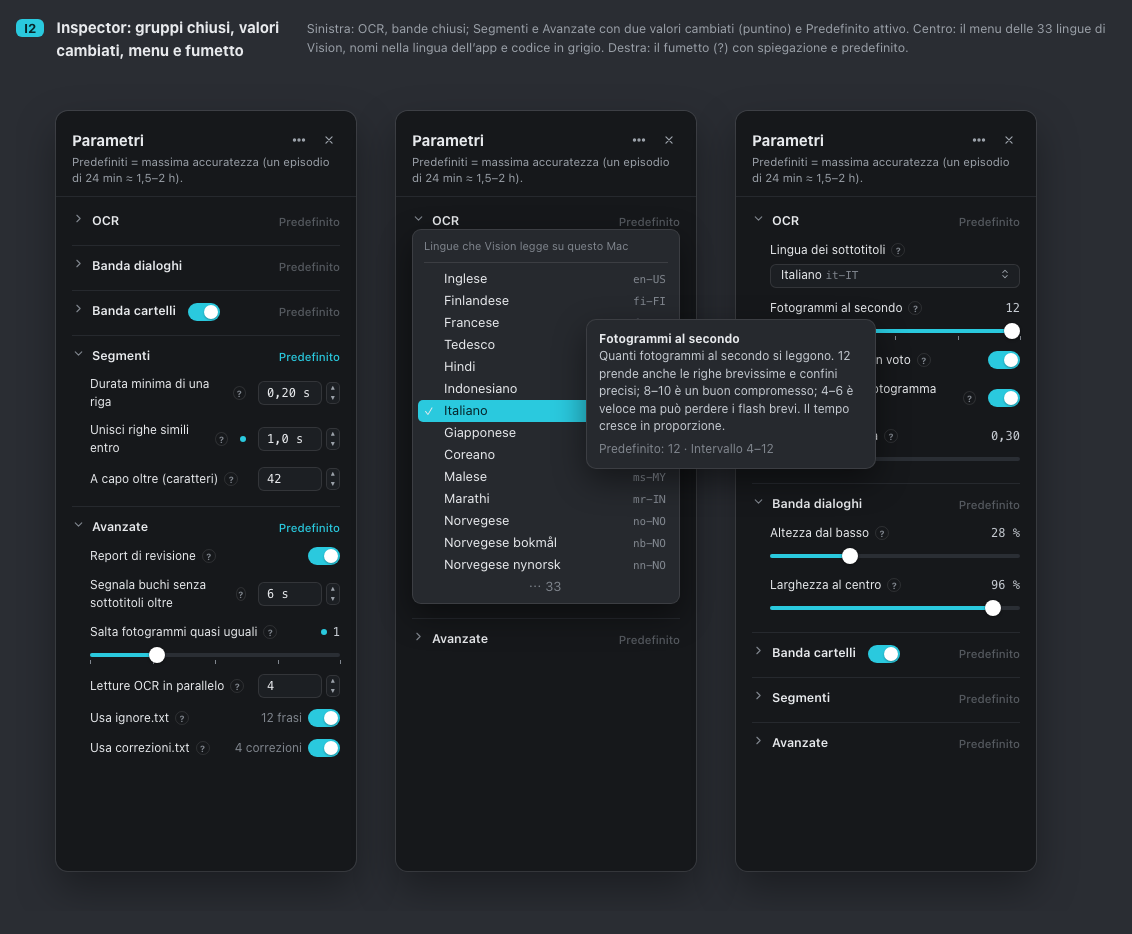 I2
Inspector: gruppi chiusi, valori
cambiati, menu e fumetto
Sinistra: OCR, bande chiusi; Segmenti e Avanzate con due valori cambiati (puntino) e Predefinito attivo. Centro: il menu delle 33 lingue di
Vision, nomi nella lingua dell’app e codice in grigio. Destra: il fumetto (?) con spiegazione e predefinito.
Parametri
Predefiniti = massima accuratezza (un episodio
di 24 min ≈ 1,5–2 h).
OCR Predefinito
Banda dialoghi Predefinito
Banda cartelli Predefinito
Segmenti Predefinito
Durata minima di una
riga ? 0,20 s
Unisci righe simili
entro ? 1,0 s
A capo oltre (caratteri) ? 42
Avanzate Predefinito
Report di revisione ?
Segnala buchi senza
sottotitoli oltre ? 6 s
Salta fotogrammi quasi uguali ? 1
Letture OCR in parallelo ? 4
Usa ignore.txt ? 12 frasi
Usa correzioni.txt ? 4 correzioni
Parametri
Predefiniti = massima accuratezza (un episodio
di 24 min ≈ 1,5–2 h).
OCR Predefinito
Lingue che Vision legge su questo Mac
Inglese en-US
Finlandese fi-FI
Francese
Tedesco
Hindi
Indonesiano
✓ Italiano
Giapponese
Coreano
Malese ms-MY
Marathi mr-IN
Norvegese no-NO
Norvegese bokmål nb-NO
Norvegese nynorsk nn-NO
··· 33
Avanzate Predefinito
Parametri
Predefiniti = massima accuratezza (un episodio
di 24 min ≈ 1,5–2 h).
OCR Predefinito
Lingua dei sottotitoli ?
Italiano it-IT
Fotogrammi al secondo ? 12
Fotogrammi al secondo
Quanti fotogrammi al secondo si leggono. 12
prende anche le righe brevissime e confini
precisi; 8–10 è un buon compromesso; 4–6 è
veloce ma può perdere i flash brevi. Il tempo
cresce in proporzione.
Predefinito: 12 · Intervallo 4–12
n voto ?
otogramma ?
? 0,30
Banda dialoghi Predefinito
Altezza dal basso ? 28 %
Larghezza al centro ? 96 %
Banda cartelli Predefinito
Segmenti Predefinito
Avanzate Predefinito